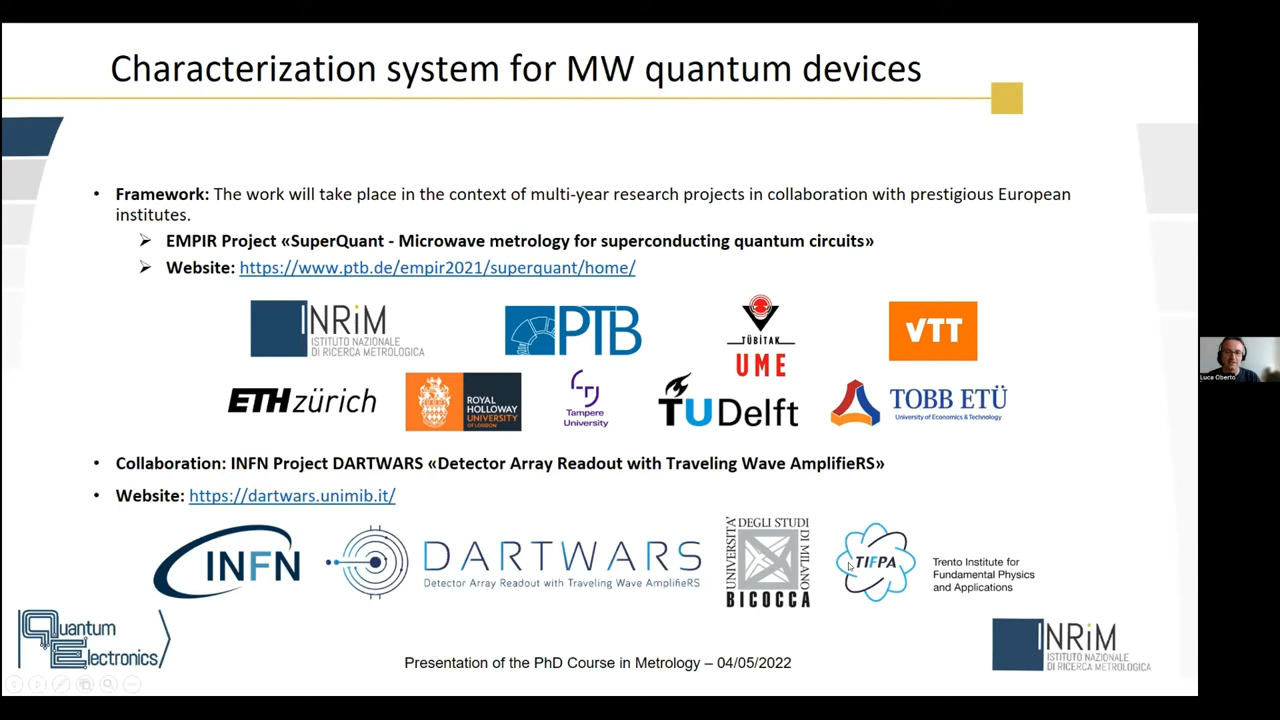 Characterization system for MW quantum devices
• Framework: The work will take place in the context of multi-year research projects in collaboration with prestigious European
institutes.
➢ EMPIR Project «SuperQuant - Microwave metrology for superconducting quantum circuits»
➢ Website: https://www.ptb.de/empir2021/superquant/home/
INRiM
ISTITUTO NAZIONALE
DI RICERCA METROLOGICA
PTB
TÜBİTAK
UME
VTT
ETH zürich
ROYAL
HOLLOWAY
UNIVERSITY
OF LONDON
Tampere
University
TUDelft
TOBB ETÜ
University of Economics & Technology
• Collaboration: INFN Project DARTWARS «Detector Array Readout with Traveling Wave AmplifieRS»
• Website: https://dartwars.unimib.it/
INFN
DARTWARS
Detector Array Readout with Traveling Wave AmplifieRS
UNIVERSITÀ
DEGLI STUDI
DI MILANO
BICOCCA
TIFPA
Trento Institute for
Fundamental Physics
and Applications
Quantum
Electronics
Presentation of the PhD Course in Metrology – 04/05/2022
INRiM
ISTITUTO NAZIONALE
DI RICERCA METROLOGICA
Luca Oberto